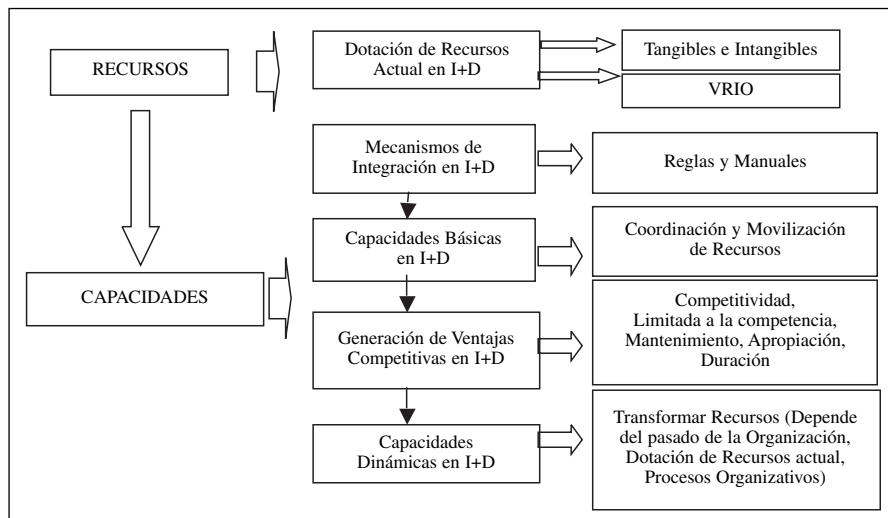 RECURSOS
Dotación de Recursos
Actual en I+D
Tangibles e Intangibles
VRIO
Mecanismos de
Integración en I+D
Reglas y Manuales
Capacidades Básicas
en I+D
Coordinación y Movilización
de Recursos
CAPACIDADES
Generación de Ventajas
Competitivas en I+D
Competitividad,
Limitada a la competencia,
Mantenimiento, Apropiación,
Duración
Capacidades
Dinámicas en I+D
Transformar Recursos (Depende
del pasado de la Organización,
Dotación de Recursos actual,
Procesos Organizativos)